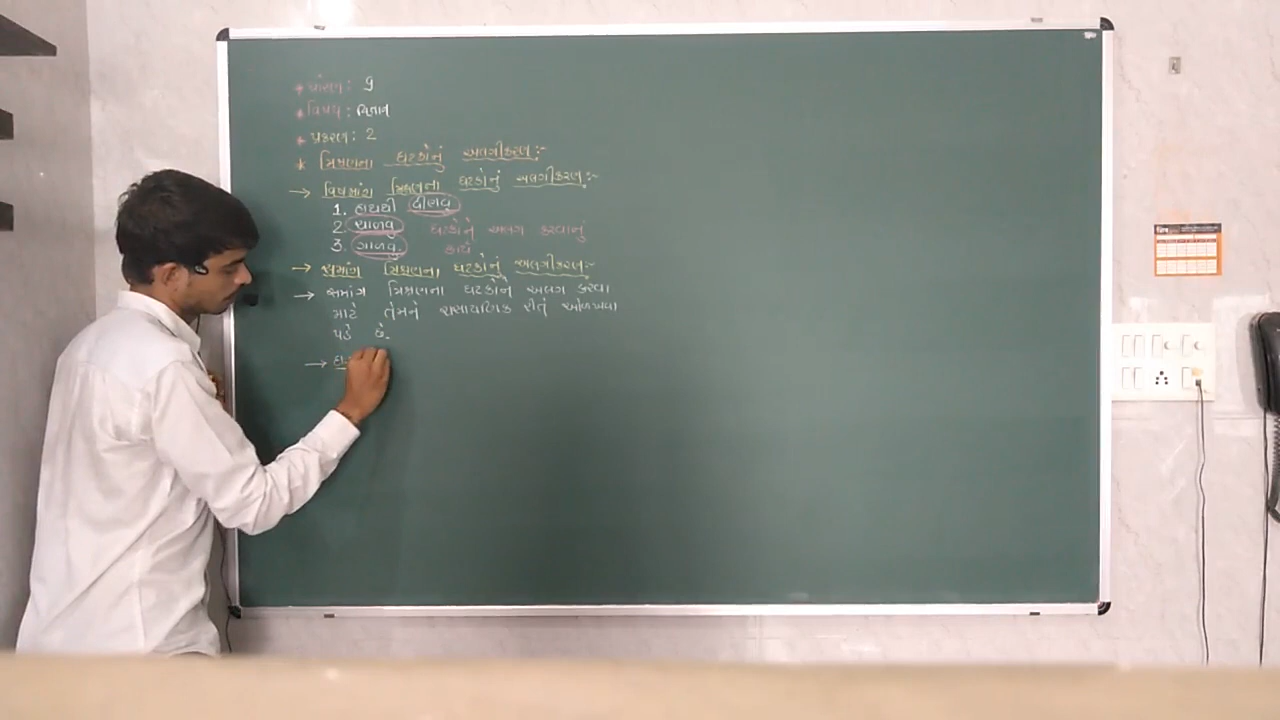 * ધોરણ : 9
* વિષય : વિજ્ઞાન
* પ્રકરણ : 2
* મિશ્રણના ઘટકોનું અલગીકરણ :-
→ વિષમાંગ મિશ્રણના ઘટકોનું અલગીકરણ :-
1. હાથથી વીણવું
2. ચાળવું ઘટકોને અલગ કરવાનું
3. ગાળવું કાર્ય
→ સમાંગ મિશ્રણના ઘટકોનું અલગીકરણ :-
→ સમાંગ મિશ્રણના ઘટકોને અલગ કરવા
માટે તેમને રાસાયણિક રીતે ઓળખવા
પડે છે.
→